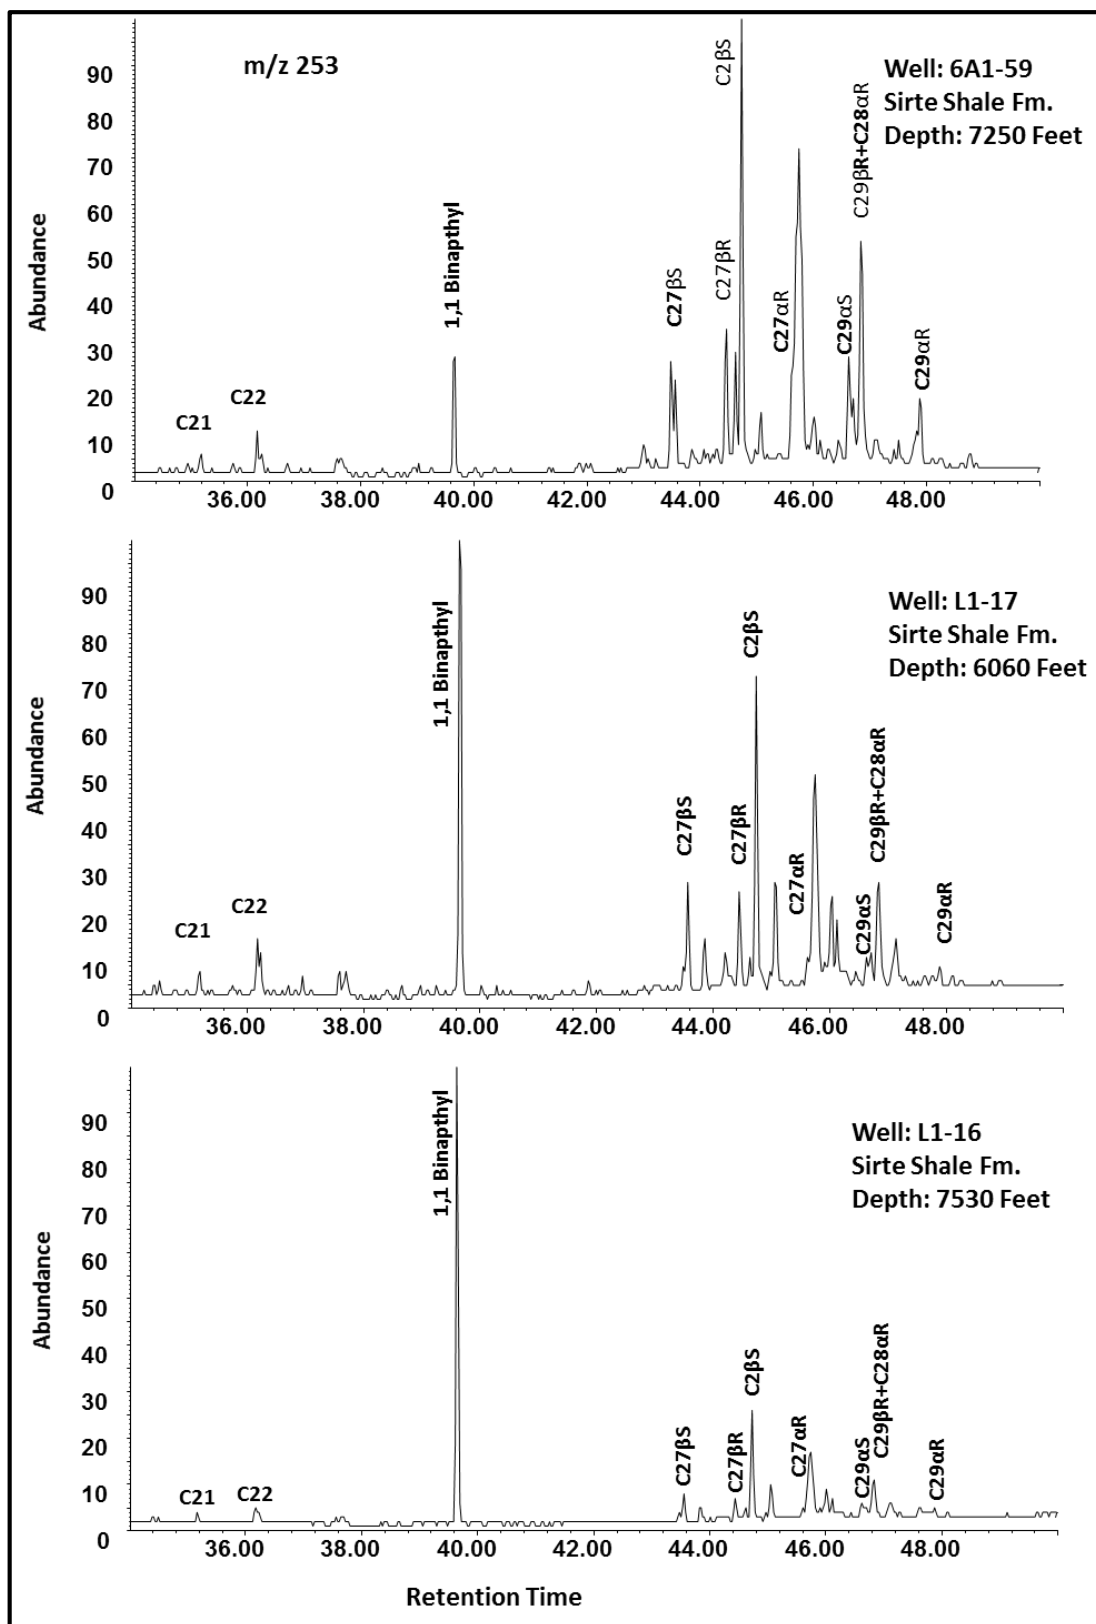 m/z 253
Well: 6A1-59
Sirte Shale Fm.
Depth: 7250 Feet
Abundance
90
80
70
60
50
40
30
20
10
0
C21
C22
1,1 Binapthyl
C27βS
C27βR
C2βS
C27αR
C29αS
C29βR+C28αR
C29αR
36.00 38.00 40.00 42.00 44.00 46.00 48.00
Well: L1-17
Sirte Shale Fm.
Depth: 6060 Feet
Abundance
90
80
70
60
50
40
30
20
10
0
C21
C22
1,1 Binapthyl
C27βS
C27βR
C2βS
C27αR
C29αS
C29βR+C28αR
C29αR
36.00 38.00 40.00 42.00 44.00 46.00 48.00
Well: L1-16
Sirte Shale Fm.
Depth: 7530 Feet
Abundance
90
80
70
60
50
40
30
20
10
0
C21
C22
1,1 Binapthyl
C27βS
C27βR
C2βS
C27αR
C29αS
C29βR+C28αR
C29αR
36.00 38.00 40.00 42.00 44.00 46.00 48.00
Retention Time